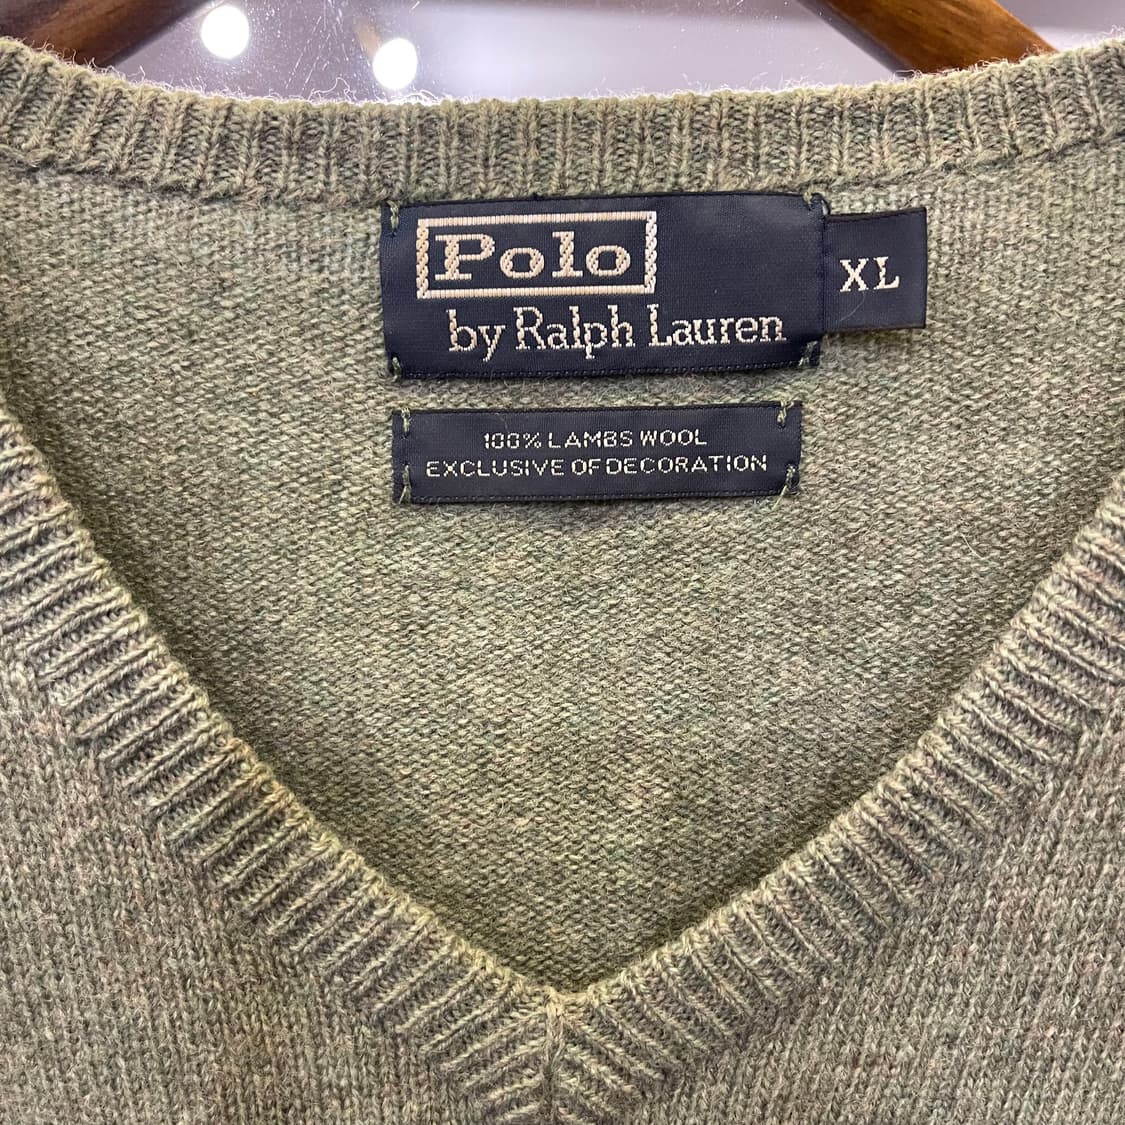 Polo
by Ralph Lauren
XL
100% LAMBS WOOL
EXCLUSIVE OF DECORATION